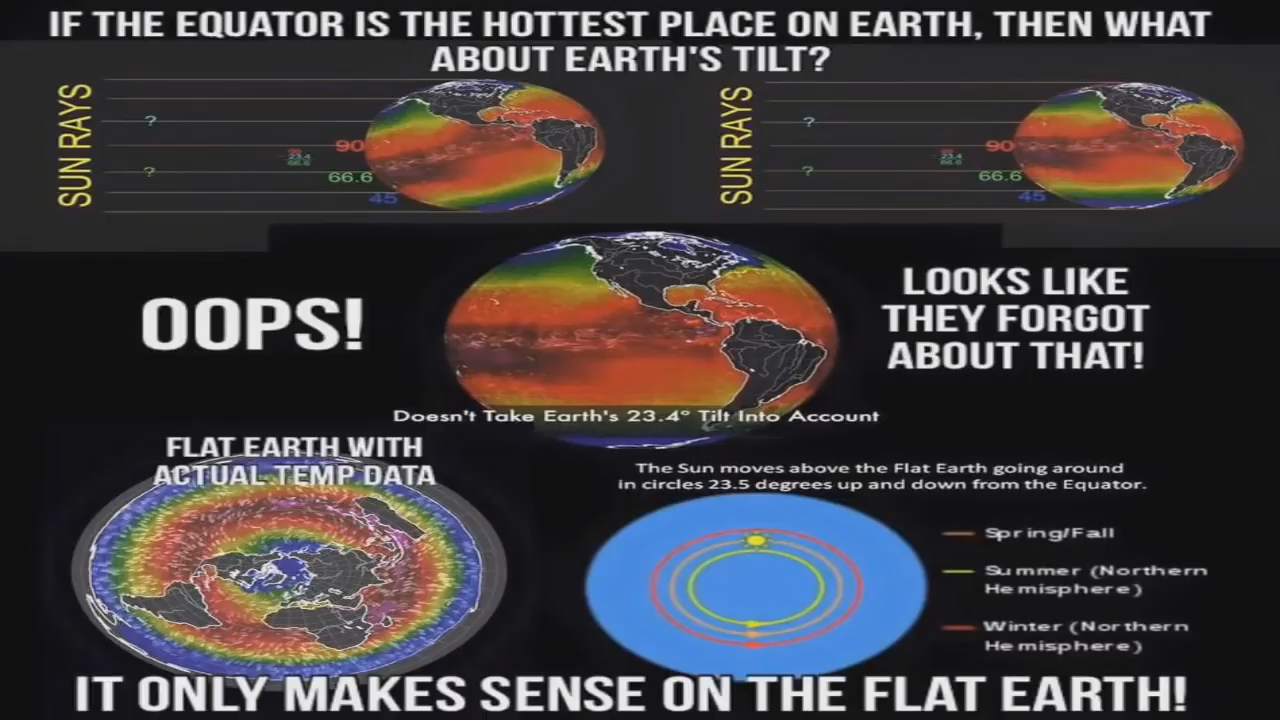 IF THE EQUATOR IS THE HOTTEST PLACE ON EARTH, THEN WHAT
ABOUT EARTH'S TILT?
SUN RAYS
?
?
90
23.4
66.6
45
SUN RAYS
?
?
90
23.4
66.6
45
OOPS!
LOOKS LIKE
THEY FORGOT
ABOUT THAT!
Doesn't Take Earth's 23.4° Tilt Into Account
FLAT EARTH WITH
ACTUAL TEMP DATA
The Sun moves above the Flat Earth going around
in circles 23.5 degrees up and down from the Equator.
Spring/Fall
Summer (Northern
Hemisphere)
Winter (Northern
Hemisphere)
IT ONLY MAKES SENSE ON THE FLAT EARTH!